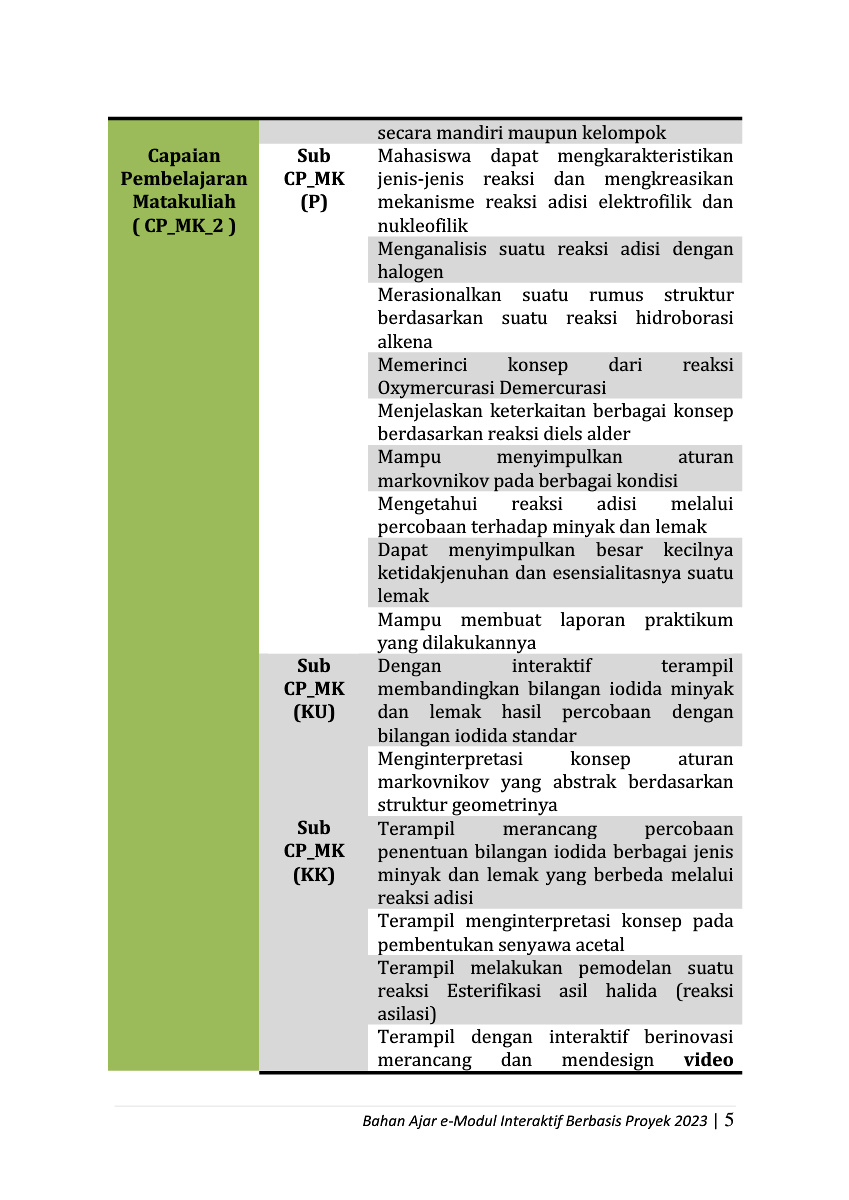 secara mandiri maupun kelompok
Capaian
Pembelajaran
Matakuliah
( CP_MK_2 )
Sub
CP_MK
(P)
Mahasiswa dapat mengkarakteristikan
jenis-jenis reaksi dan mengkreasikan
mekanisme reaksi adisi elektrofilik dan
nukleofilik
Menganalisis suatu reaksi adisi dengan
halogen
Merasionalkan suatu rumus struktur
berdasarkan suatu reaksi hidroborasi
alkena
Memerinci konsep dari reaksi
Oxymercurasi Demercurasi
Menjelaskan keterkaitan berbagai konsep
berdasarkan reaksi diels alder
Mampu menyimpulkan aturan
markovnikov pada berbagai kondisi
Mengetahui reaksi adisi melalui
percobaan terhadap minyak dan lemak
Dapat menyimpulkan besar kecilnya
ketidakjenuhan dan esensialitasnya suatu
lemak
Mampu membuat laporan praktikum
yang dilakukannya
Sub
CP_MK
(KU)
Dengan interaktif terampil
membandingkan bilangan iodida minyak
dan lemak hasil percobaan dengan
bilangan iodida standar
Menginterpretasi konsep aturan
markovnikov yang abstrak berdasarkan
struktur geometrinya
Sub
CP_MK
(KK)
Terampil merancang percobaan
penentuan bilangan iodida berbagai jenis
minyak dan lemak yang berbeda melalui
reaksi adisi
Terampil menginterpretasi konsep pada
pembentukan senyawa acetal
Terampil melakukan pemodelan suatu
reaksi Esterifikasi asil halida (reaksi
asilasi)
Terampil dengan interaktif berinovasi
merancang dan mendesign video
Bahan Ajar e-Modul Interaktif Berbasis Proyek 2023 | 5